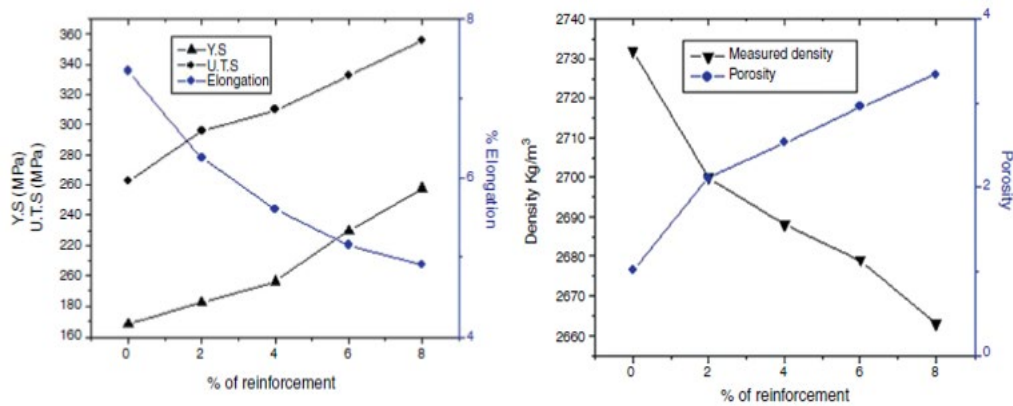 360
330
310
300
280
260
240
220
260
180
160
Y.S ( MPa)
U.T.S (MPa)
Y.S
U.T.S
Elongation
8
6
4
% Elongation
0 2 4 6 8
% of reinforcement
2740
2730
2720
2710
2700
2690
2680
2670
2660
Density Kg/m³
Measured density
Porosity
4
2
0
Porosity
0 2 4 6 8
% of reinforcement